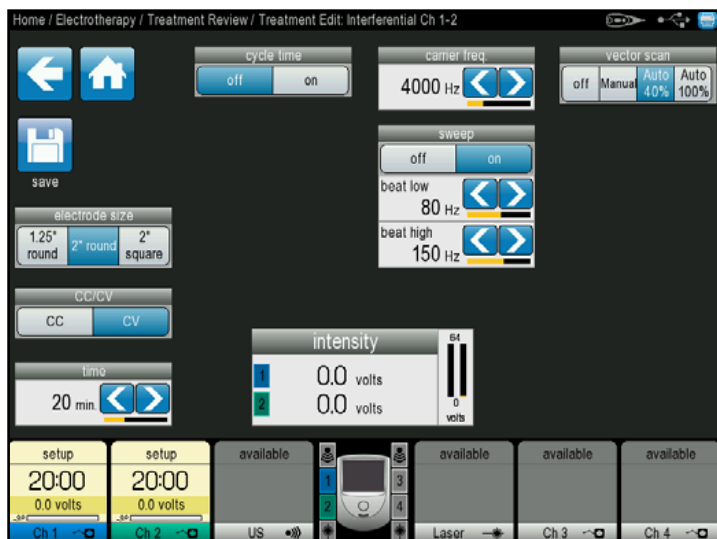 Home / Electrotherapy / Treatment Review / Treatment Edit: Interferential Ch 1-2
cycle time
off on
carrier freq.
4000 Hz
vector scan
off Manual Auto 40% Auto 100%
save
sweep
off on
beat low
80 Hz
beat high
150 Hz
electrode size
1.25" round 2" round 2" square
CC/CV
CC CV
time
20 min.
intensity
1 0.0 volts
2 0.0 volts
64
0
volts
setup setup available available available available
20:00 20:00
0.0 volts 0.0 volts
1 3
2 4
Ch 1 Ch 2 US Laser Ch 3 Ch 4